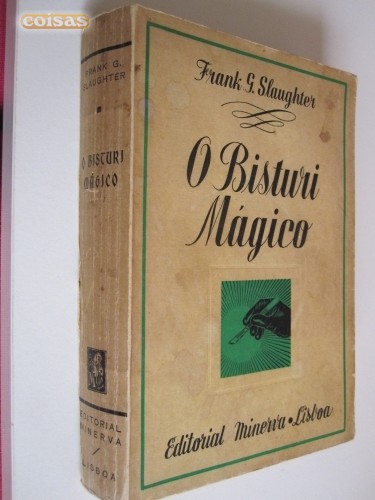 coisas
FRANK G.
SLAUGHTER
O BISTURI
MÁGICO
EDITORIAL
MINERVA
/
LISBOA
Frank G. Slaughter
O Bisturi
Mágico
Editorial Minerva • Lisboa